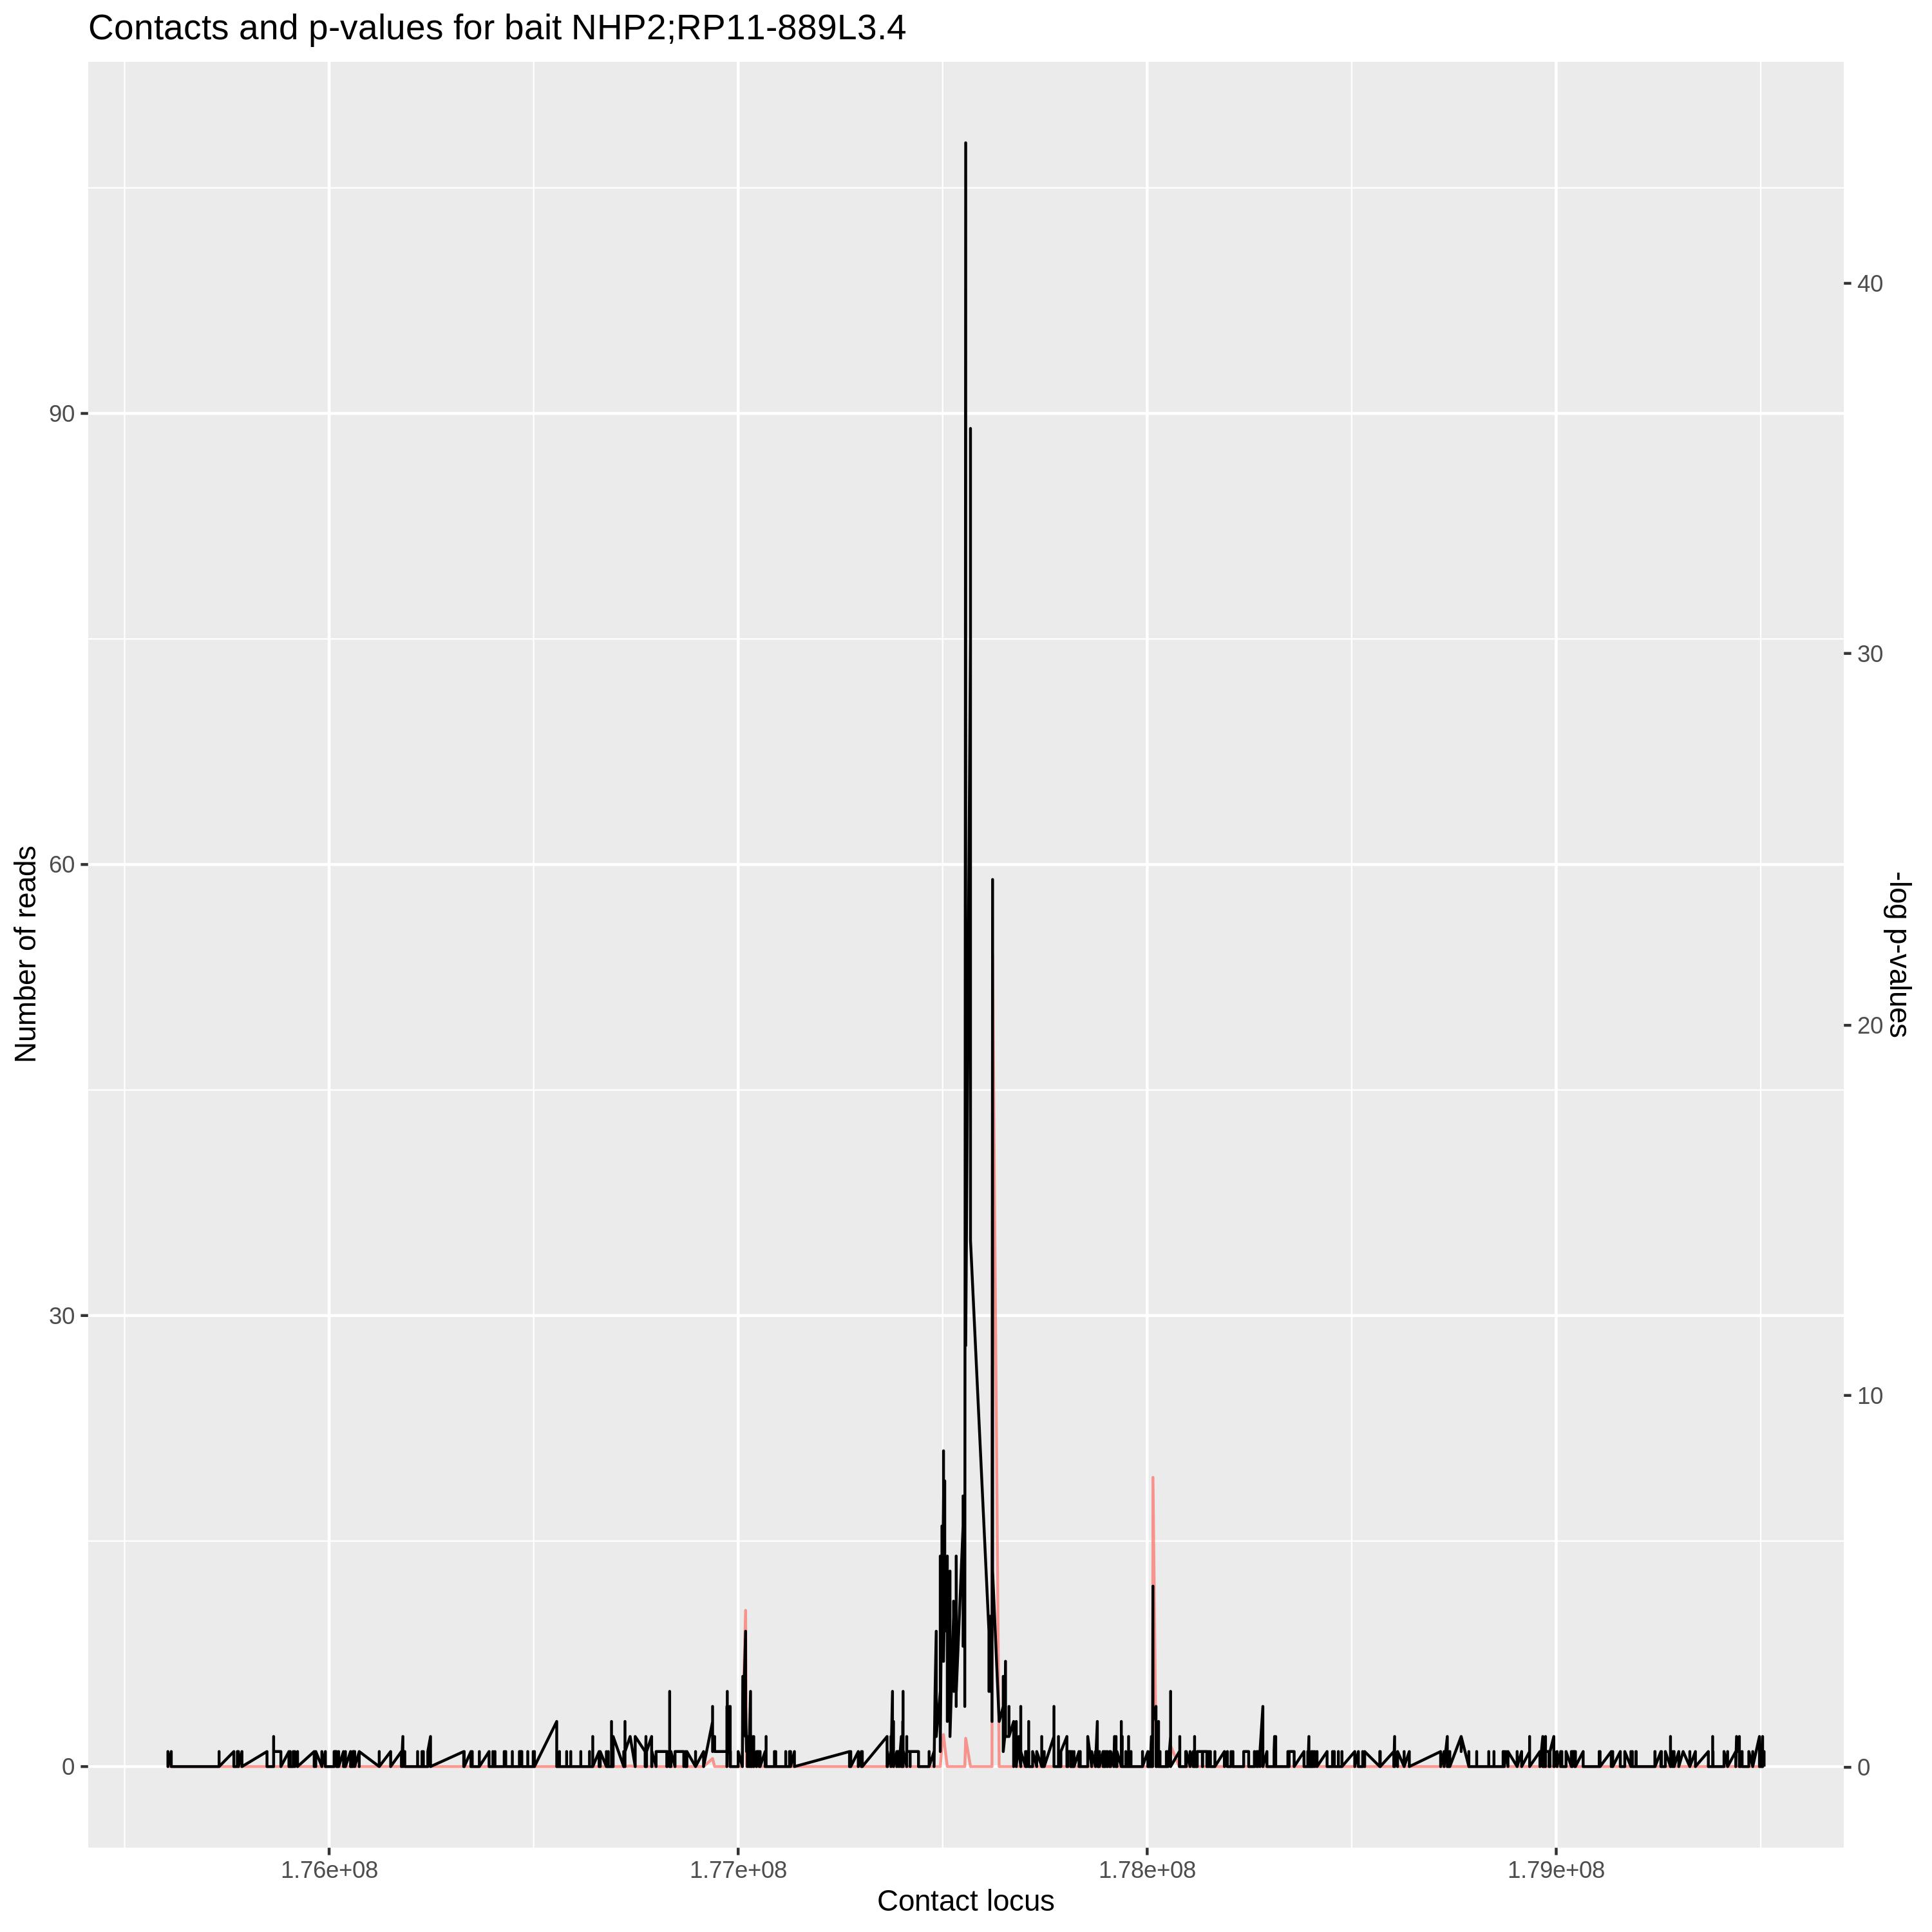 Contacts and p-values for bait NHP2;RP11-889L3.4
Number of reads
90
60
30
0
40
30
20
10
0
-log p-values
1.76e+08
1.77e+08
1.78e+08
1.79e+08
Contact locus